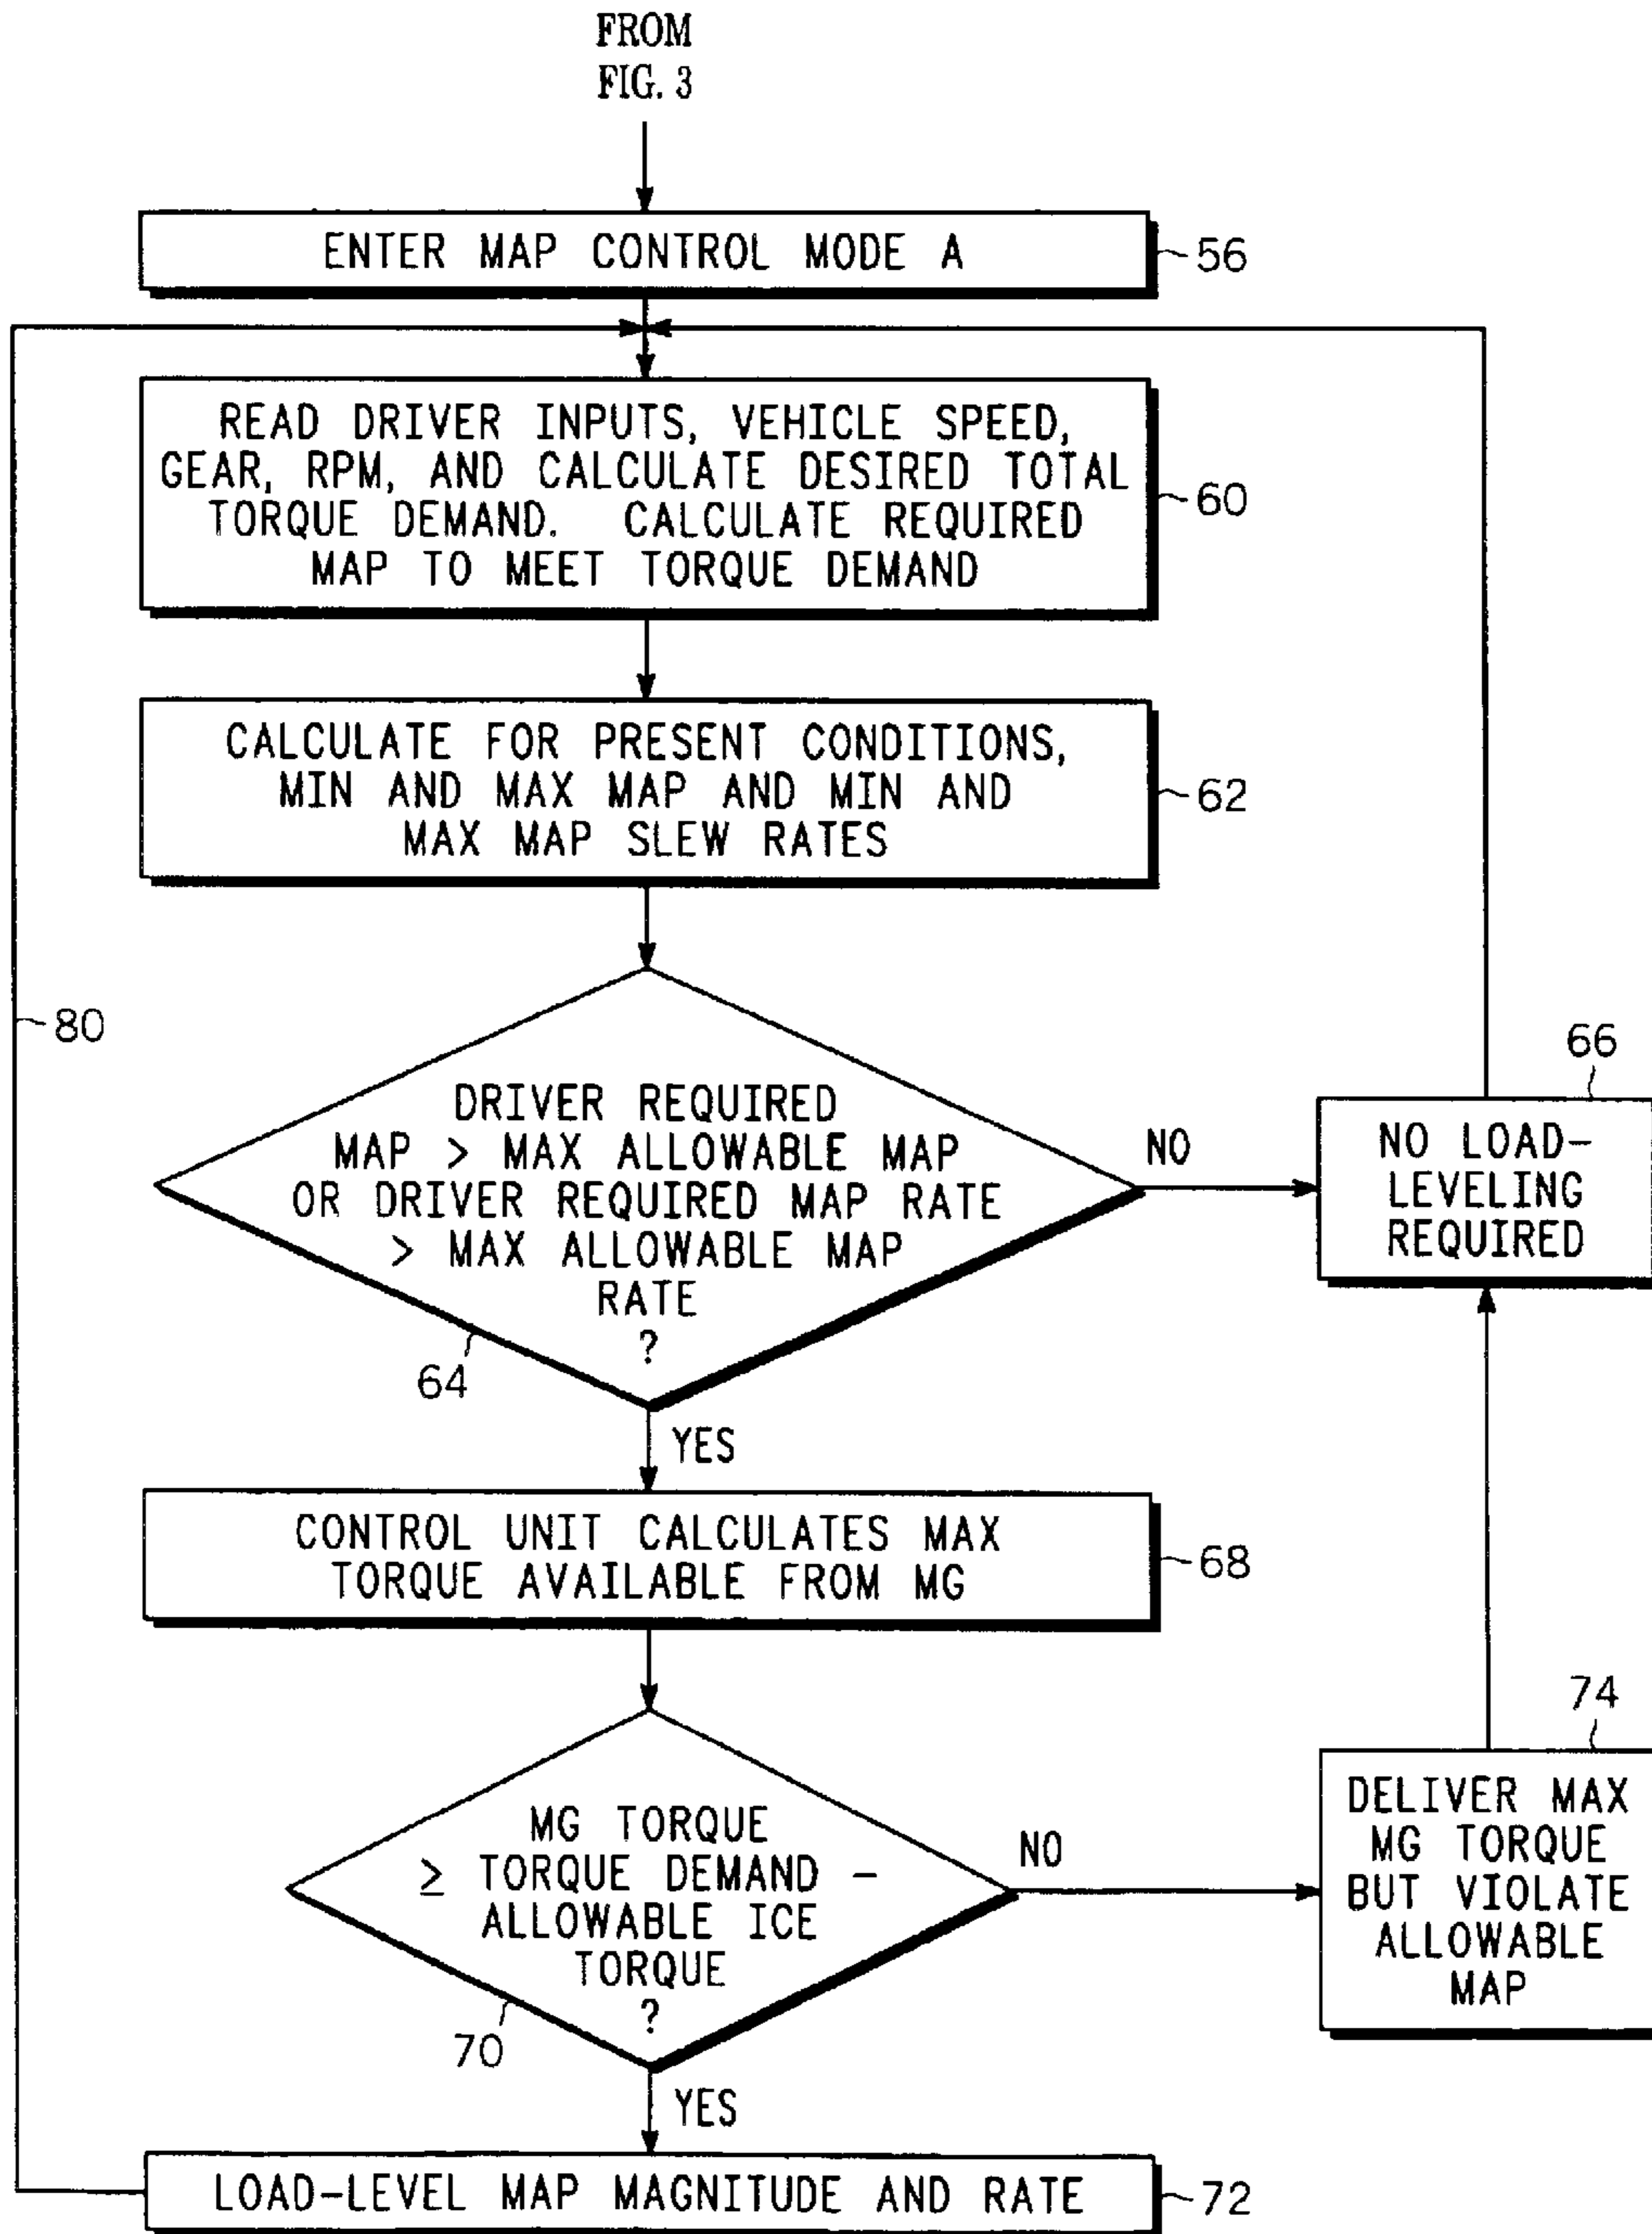 FROM
FIG. 3
ENTER MAP CONTROL MODE A
56
READ DRIVER INPUTS, VEHICLE SPEED,
GEAR, RPM, AND CALCULATE DESIRED TOTAL
TORQUE DEMAND. CALCULATE REQUIRED
MAP TO MEET TORQUE DEMAND
60
CALCULATE FOR PRESENT CONDITIONS,
MIN AND MAX MAP AND MIN AND
MAX MAP SLEW RATES
62
80
DRIVER REQUIRED
MAP > MAX ALLOWABLE MAP
OR DRIVER REQUIRED MAP RATE
> MAX ALLOWABLE MAP
RATE
?
64
NO
66
NO LOAD-
LEVELING
REQUIRED
YES
CONTROL UNIT CALCULATES MAX
TORQUE AVAILABLE FROM MG
68
MG TORQUE
≥ TORQUE DEMAND -
ALLOWABLE ICE
TORQUE
?
70
NO
74
DELIVER MAX
MG TORQUE
BUT VIOLATE
ALLOWABLE
MAP
YES
LOAD-LEVEL MAP MAGNITUDE AND RATE
72